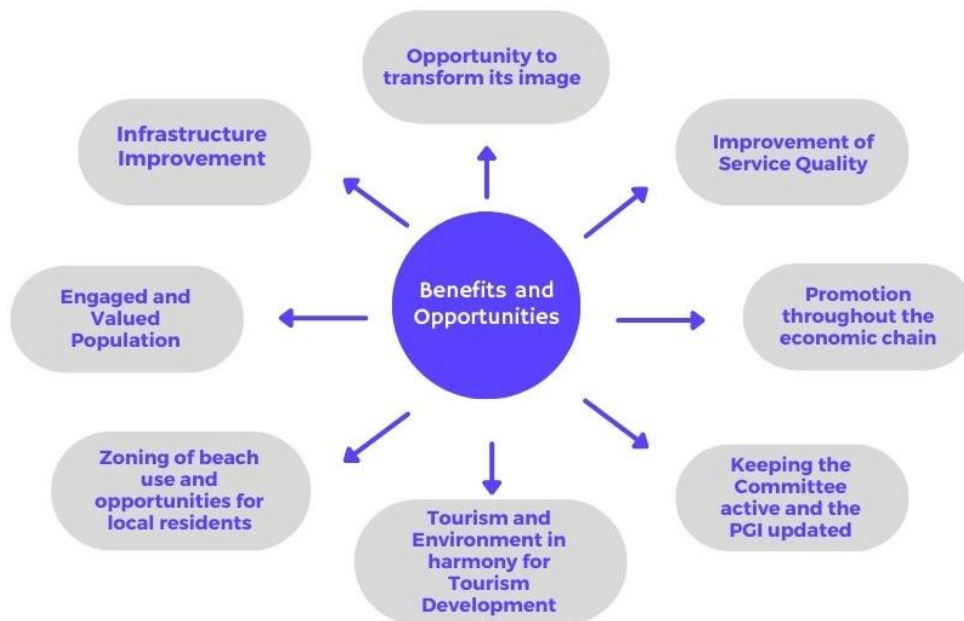 Opportunity to
transform its image
Infrastructure
Improvement
Improvement of
Service Quality
Benefits and
Opportunities
Engaged and
Valued
Population
Promotion
throughout the
economic chain
Zoning of beach
use and
opportunities for
local residents
Keeping the
Committee
active and the
PGI updated
Tourism and
Environment in
harmony for
Tourism
Development